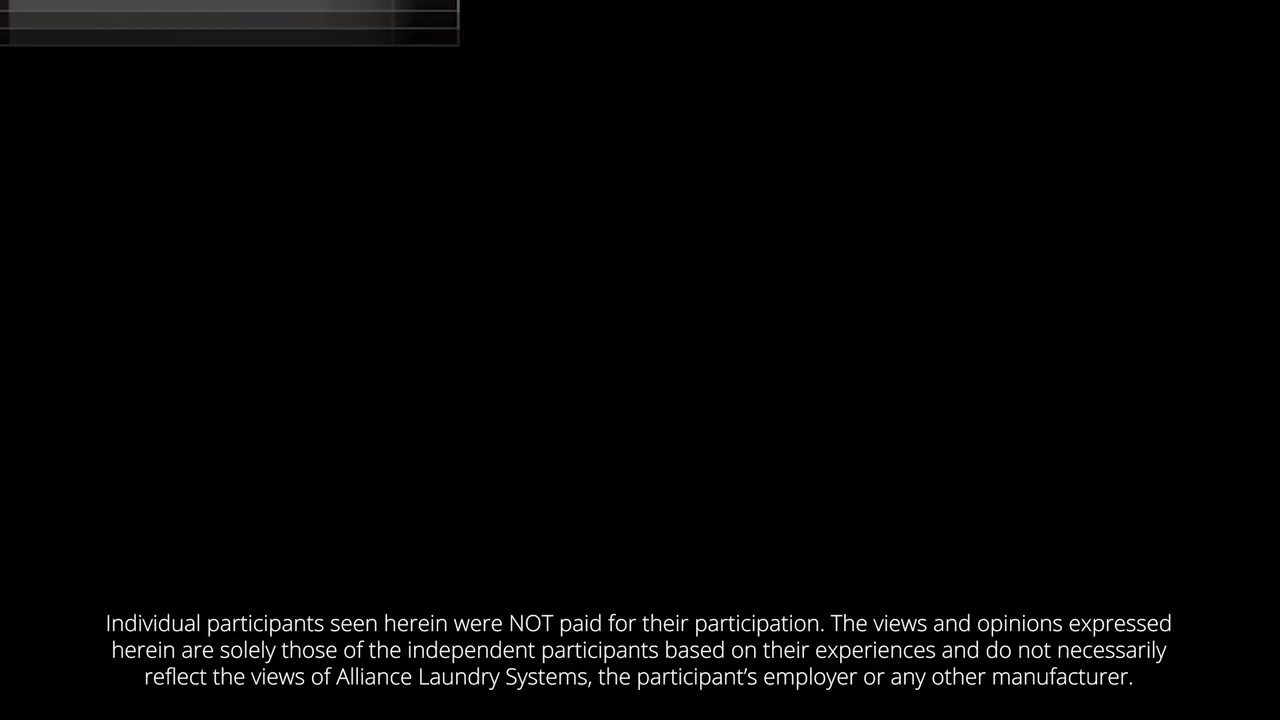 Individual participants seen herein were NOT paid for their participation. The views and opinions expressed
herein are solely those of the independent participants based on their experiences and do not necessarily
reflect the views of Alliance Laundry Systems, the participant’s employer or any other manufacturer.